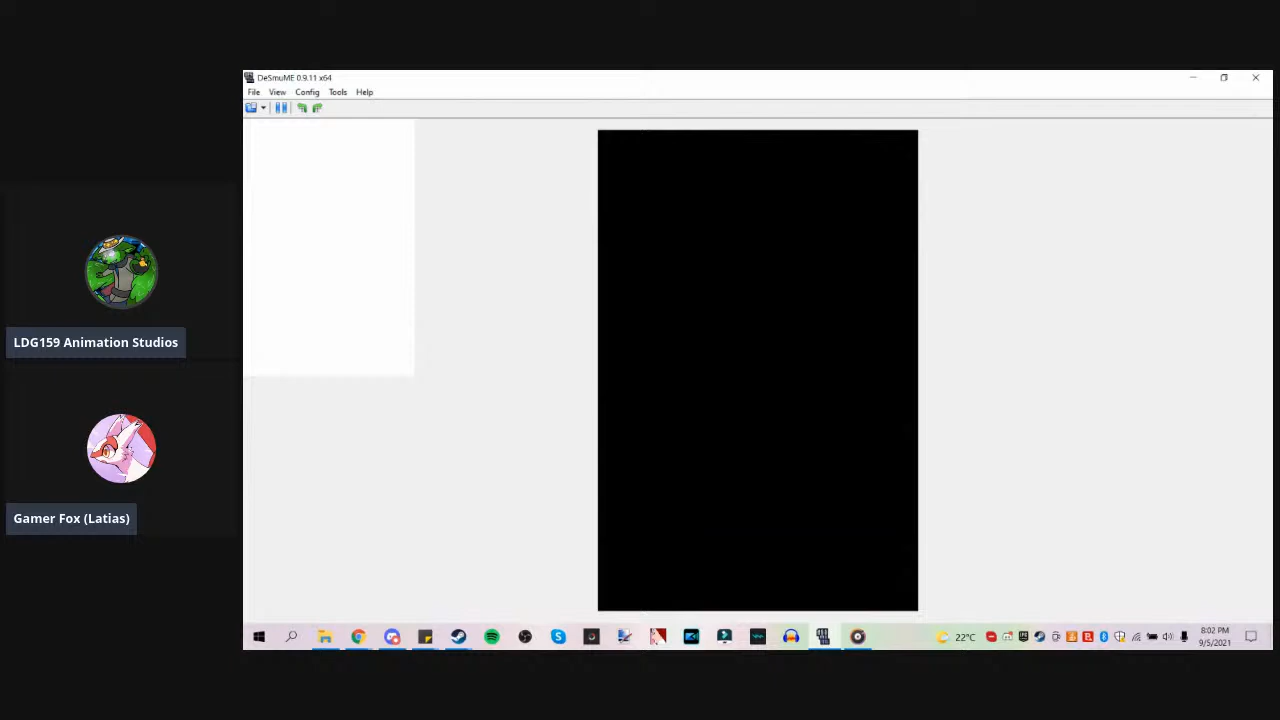 DeSmuME 0.9.11 x64
File View Config Tools Help
LDG159 Animation Studios
Gamer Fox (Latias)
22°C
8:02 PM
9/5/2021